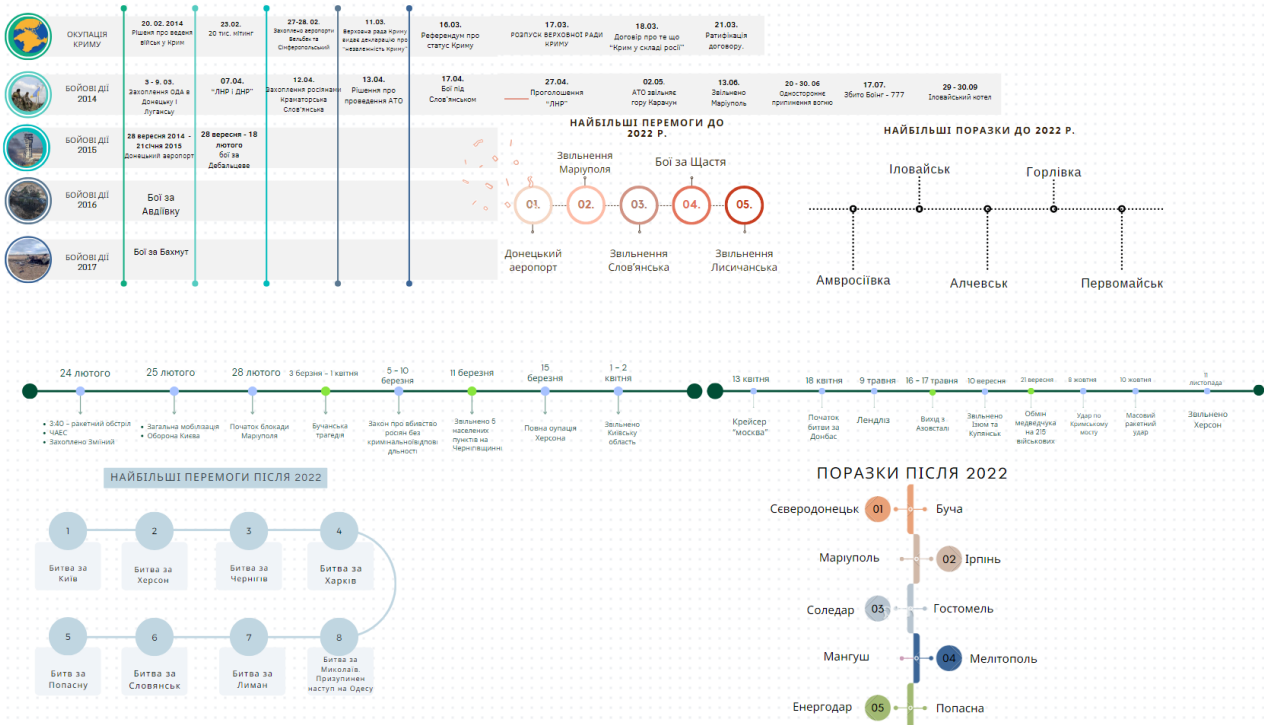 ОКУПАЦІЯ
КРИМУ
20. 02. 2014
Рішення про ведення
військ у Крим
23.02.
20 тис. мітинг
27-28. 02.
Захоплено аеропорти
Бельбек та
Сімферопольський
11.03.
Верховна рада Криму
видає декларацію про
"незалежність Криму"
16.03.
Референдум про
статус Криму
17.03.
РОЗПУСК ВЕРХОВНОЇ РАДИ
КРИМУ
18.03.
Договір про те що
"Крим у складі росії"
21.03.
Ратифікація
договору.
БОЙОВІ ДІЇ
2014
3 - 9. 03.
Захоплення ОДА в
Донецьку і
Луганську
07.04.
"ЛНР І ДНР"
12.04.
Захоплення росіянами
Краматорська
Слов'янська
13.04.
Рішення про
проведення АТО
17.04.
Бої під
Слов'янськом
27.04.
Проголошення
"ЛНР"
02.05.
АТО звільняє
гору Карачун
13.06.
Звільнено
Маріуполь
20 - 30.06
Одностороннє
припинення вогню
17.07.
Збито Боїнг - 777
29 - 30.09
Іловайський котел
БОЙОВІ ДІЇ
2015
28 вересня 2014 -
21січня 2015
Донецький аеропорт
28 вересня - 18
лютого
бої за
Дебальцеве
БОЙОВІ ДІЇ
2016
Бої за
Авдіївку
БОЙОВІ ДІЇ
2017
Бої за Бахмут
НАЙБІЛЬШІ ПЕРЕМОГИ ДО
2022 Р.
Звільнення
Маріуполя
Бої за Щастя
01.
02.
03.
04.
05.
Донецький
аеропорт
Звільнення
Слов'янська
Звільнення
Лисичанська
НАЙБІЛЬШІ ПОРАЗКИ ДО 2022 Р.
Іловайськ
Горлівка
Амвросіївка
Алчевськ
Первомайськ
24 лютого
3:40 - ракетний обстріл
ЧАЕС
Захоплено Зміїний
25 лютого
Загальна мобілізація
Оборона Києва
28 лютого
Початок блокади
Маріуполя
3 березня - 1 квітня
Бучанська
трагедія
5 - 10
березня
Закон про вбивство
росіян без
кримінальноївідпові
дльності
11 березня
Звільнено 5
населених
пунктів на
Чернігівщинні
15
березня
Повна оупація
Херсона
1 - 2
квітня
Звільнено
Київську
область
13 квітня
Крейсер
"москва"
18 квітня
Початок
битви за
Донбас
9 травня
Лендліз
16 - 17 травня
Вихід з
Азовсталі
10 вересня
Звільнено
Ізюм та
Купянськ
21 вересня
Обмін
медведчука
на 215
військових
8 жовтня
Удар по
Кримському
мосту
10 жовтня
Масовий
ракетний
удар
11
листопада
Звільнено
Херсон
НАЙБІЛЬШІ ПЕРЕМОГИ ПІСЛЯ 2022
1
Битва за
Київ
2
Битва за
Херсон
3
Битва за
Чернігів
4
Битва за
Харків
5
Битв за
Попасну
6
Битва за
Словянськ
7
Битва за
Лиман
8
Битва за
Миколаїв.
Призупинен
наступ на Одесу
ПОРАЗКИ ПІСЛЯ 2022
Сєверодонецьк 01 Буча
Маріуполь 02 Ірпінь
Соледар 03 Гостомель
Мангуш 04 Мелітополь
Енергодар 05 Попасна